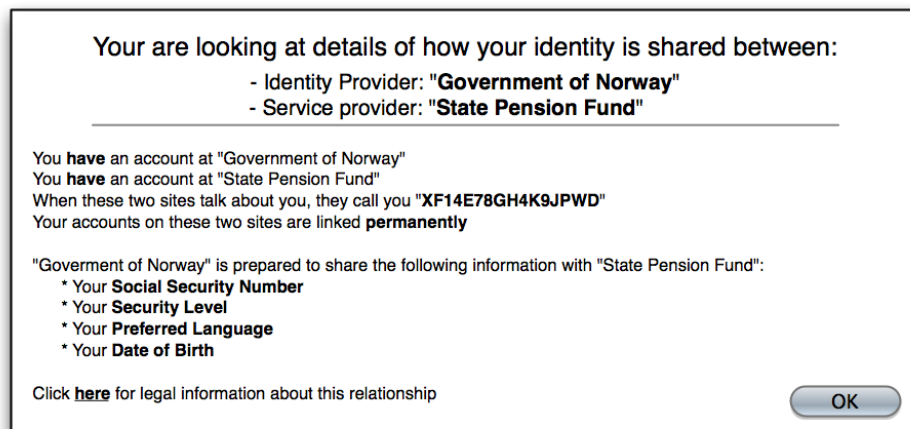 Your are looking at details of how your identity is shared between:
- Identity Provider: "Government of Norway"
- Service provider: "State Pension Fund"
You have an account at "Government of Norway"
You have an account at "State Pension Fund"
When these two sites talk about you, they call you "XF14E78GH4K9JPWD"
Your accounts on these two sites are linked permanently
"Goverment of Norway" is prepared to share the following information with "State Pension Fund":
* Your Social Security Number
* Your Security Level
* Your Preferred Language
* Your Date of Birth
Click here for legal information about this relationship
OK